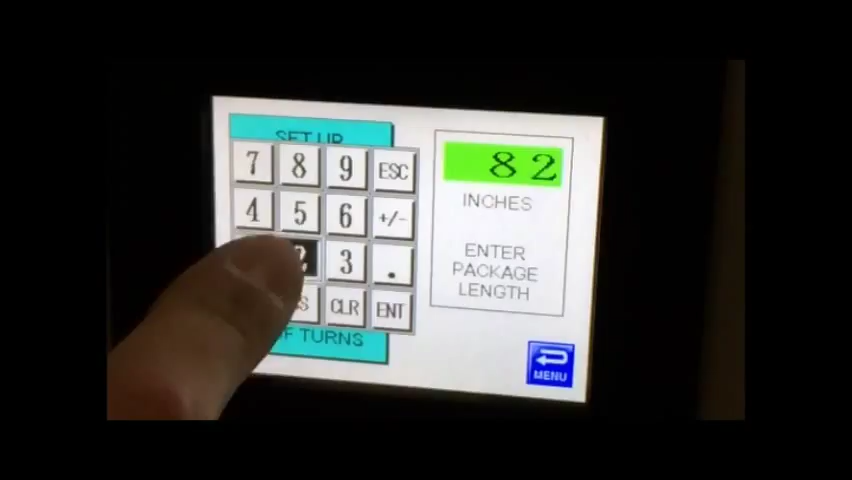 SET UP
7 8 9 ESC
4 5 6 +/-
2 3 .
CLR ENT
OF TURNS
82
INCHES
ENTER
PACKAGE
LENGTH
MENU